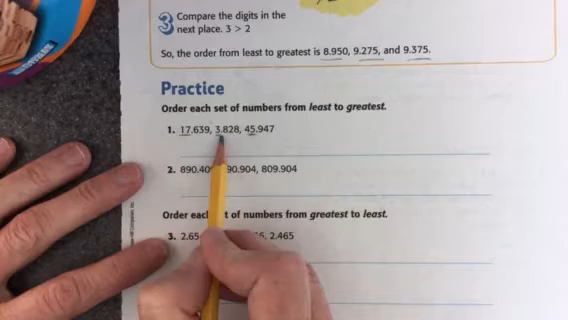 3 Compare the digits in the
next place. 3 > 2
So, the order from least to greatest is 8.950, 9.275, and 9.375.
Practice
Order each set of numbers from least to greatest.
1. 17.639, 3.828, 45.947
2. 890.40 90.904, 809.904
Order each t of numbers from greatest to least.
3. 2.65 2.465